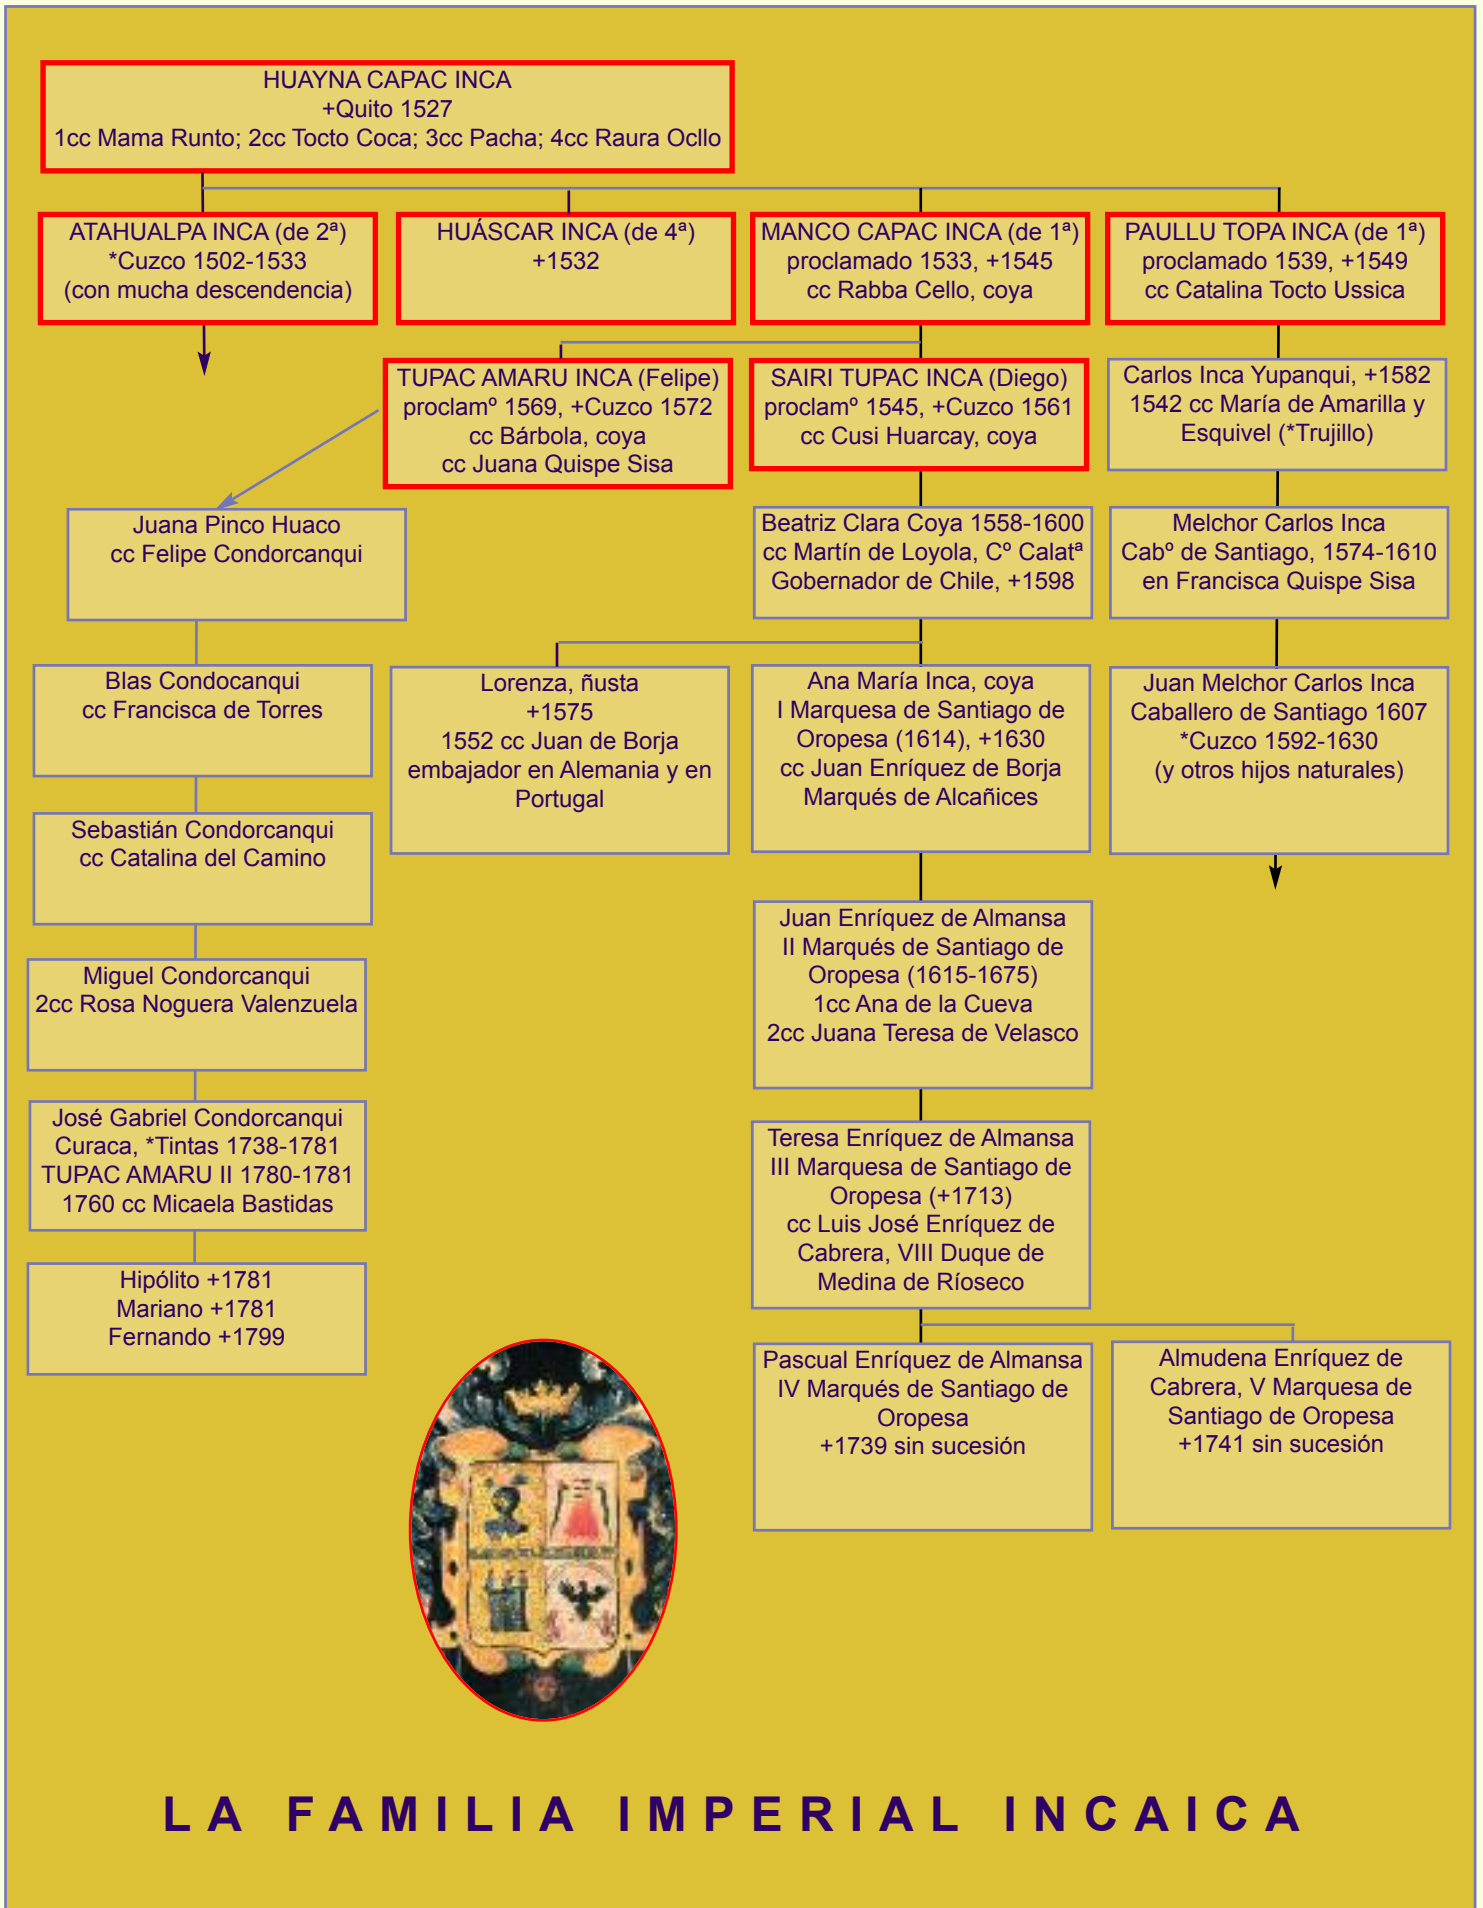 HUAYNA CAPAC INCA
+Quito 1527
1cc Mama Runto; 2cc Tocto Coca; 3cc Pacha; 4cc Raura Ocllo
ATAHUALPA INCA (de 2ª)
*Cuzco 1502-1533
(con mucha descendencia)
HUÁSCAR INCA (de 4ª)
+1532
MANCO CAPAC INCA (de 1ª)
proclamado 1533, +1545
cc Rabba Cello, coya
PAULLU TOPA INCA (de 1ª)
proclamado 1539, +1549
cc Catalina Tocto Ussica
TUPAC AMARU INCA (Felipe)
proclamº 1569, +Cuzco 1572
cc Bárbola, coya
cc Juana Quispe Sisa
SAIRI TUPAC INCA (Diego)
proclamº 1545, +Cuzco 1561
cc Cusi Huarcay, coya
Carlos Inca Yupanqui, +1582
1542 cc María de Amarilla y
Esquivel (*Trujillo)
Juana Pinco Huaco
cc Felipe Condorcanqui
Beatriz Clara Coya 1558-1600
cc Martín de Loyola, Cº Calatª
Gobernador de Chile, +1598
Melchor Carlos Inca
Cabº de Santiago, 1574-1610
en Francisca Quispe Sisa
Blas Condocanqui
cc Francisca de Torres
Lorenza, ñusta
+1575
1552 cc Juan de Borja
embajador en Alemania y en
Portugal
Ana María Inca, coya
I Marquesa de Santiago de
Oropesa (1614), +1630
cc Juan Enríquez de Borja
Marqués de Alcañices
Juan Melchor Carlos Inca
Caballero de Santiago 1607
*Cuzco 1592-1630
(y otros hijos naturales)
Sebastián Condorcanqui
cc Catalina del Camino
Juan Enríquez de Almansa
II Marqués de Santiago de
Oropesa (1615-1675)
1cc Ana de la Cueva
2cc Juana Teresa de Velasco
Miguel Condorcanqui
2cc Rosa Noguera Valenzuela
José Gabriel Condorcanqui
Curaca, *Tintas 1738-1781
TUPAC AMARU II 1780-1781
1760 cc Micaela Bastidas
Teresa Enríquez de Almansa
III Marquesa de Santiago de
Oropesa (+1713)
cc Luis José Enríquez de
Cabrera, VIII Duque de
Medina de Ríoseco
Hipólito +1781
Mariano +1781
Fernando +1799
Pascual Enríquez de Almansa
IV Marqués de Santiago de
Oropesa
+1739 sin sucesión
Almudena Enríquez de
Cabrera, V Marquesa de
Santiago de Oropesa
+1741 sin sucesión
LA FAMILIA IMPERIAL INCAICA